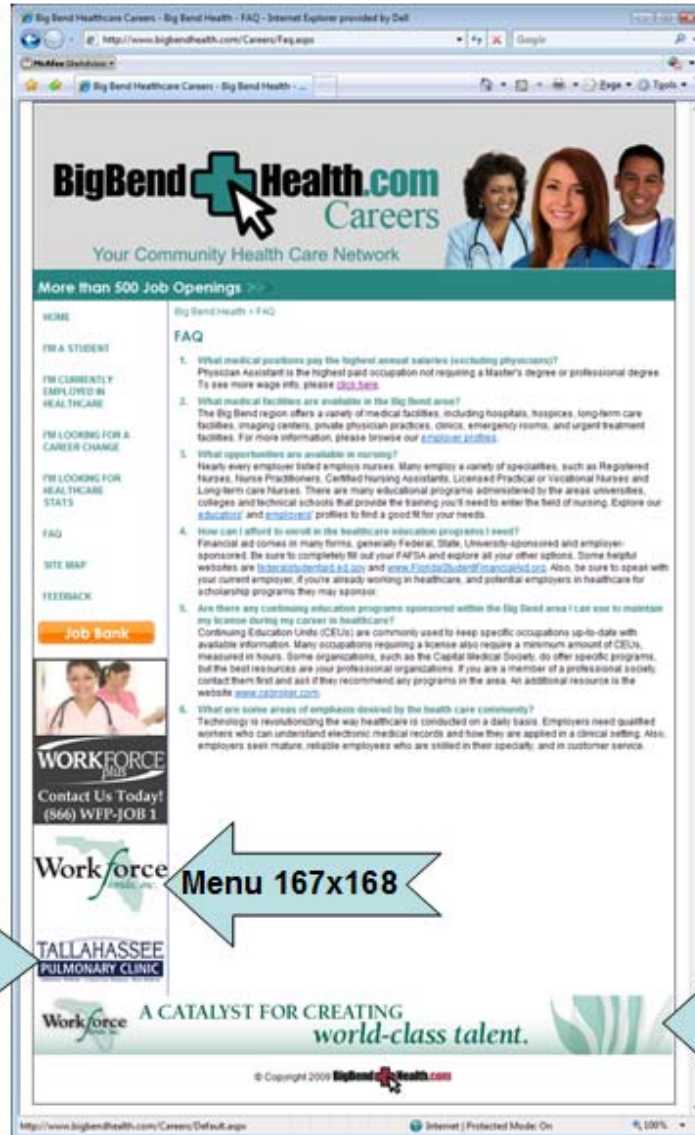 Big Bend Healthcare Careers - Big Bend Health - FAQ - Internet Explorer provided by Dell
http://www.bigbendhealth.com/Careers/Faq.aspx
Google
McAfee SiteAdvisor
Big Bend Healthcare Careers - Big Bend Health - ...
Page
Tools
BigBend Health.com
Careers
Your Community Health Care Network
More than 500 Job Openings >>>
HOME
I'M A STUDENT
I'M CURRENTLY
EMPLOYED IN
HEALTHCARE
I'M LOOKING FOR A
CAREER CHANGE
I'M LOOKING FOR
HEALTHCARE
STATS
FAQ
SITE MAP
FEEDBACK
Job Bank
WORKFORCE
plus
Contact Us Today!
(866) WFP-JOB 1
Workforce
TALLAHASSEE
PULMONARY CLINIC
Big Bend Health > FAQ
FAQ
1. What medical positions pay the highest annual salaries (excluding physicians)?
Physician Assistant is the highest paid occupation not requiring a Master's degree or professional degree.
To see more wage info, please click here.
2. What medical facilities are available in the Big Bend area?
The Big Bend region offers a variety of medical facilities, including hospitals, hospices, long-term care
facilities, imaging centers, private physician practices, clinics, emergency rooms, and urgent treatment
facilities. For more information, please browse our employer profiles.
3. What opportunities are available in nursing?
Nearly every employer listed employs nurses. Many employ a variety of specialities, such as Registered
Nurses, Nurse Practitioners, Certified Nursing Assistants, Licensed Practical or Vocational Nurses and
Long-term care Nurses. There are many educational programs administered by the areas universities,
colleges and technical schools that provide the training you'll need to enter the field of nursing. Explore our
educators' and employers' profiles to find a good fit for your needs.
4. How can I afford to enroll in the healthcare education programs I need?
Financial aid comes in many forms, generally Federal, State, University-sponsored and employer-
sponsored. Be sure to completely fill out your FAFSA and explore all your other options. Some helpful
websites are federalstudentaid.ed.gov and www.FloridaStudentFinancialAid.org. Also, be sure to speak with
your current employer, if you're already working in healthcare, and potential employers in healthcare for
scholarship programs they may sponsor.
5. Are there any continuing education programs sponsored within the Big Bend area I can use to maintain
my license during my career in healthcare?
Continuing Education Units (CEUs) are commonly used to keep specific occupations up-to-date with
available information. Many occupations requiring a license also require a minimum amount of CEUs,
measured in hours. Some organizations, such as the Capital Medical Society, do offer specific programs,
but the best resources are your professional organizations. If you are a member of a professional society,
contact them first and ask if they recommend any programs in the area. An additional resource is the
website www.cebroker.com.
6. What are some areas of emphasis desired by the health care community?
Technology is revolutionizing the way healthcare is conducted on a daily basis. Employers need qualified
workers who can understand electronic medical records and how they are applied in a clinical setting. Also,
employers seek mature, reliable employees who are skilled in their specialty, and in customer service.
Menu 167x168
Workforce
A CATALYST FOR CREATING
world-class talent.
© Copyright 2009 BigBend Health.com
http://www.bigbendhealth.com/Careers/Default.aspx
Internet | Protected Mode: On
100%